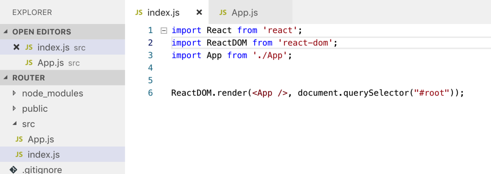 EXPLORER
OPEN EDITORS
JS index.js src
JS App.js src
ROUTER
node_modules
public
src
JS App.js
JS index.js
.gitignore
JS index.js JS App.js
1 import React from 'react';
2 import ReactDOM from 'react-dom';
3 import App from './App';
4
5
6 ReactDOM.render(<App />, document.querySelector("#root"));